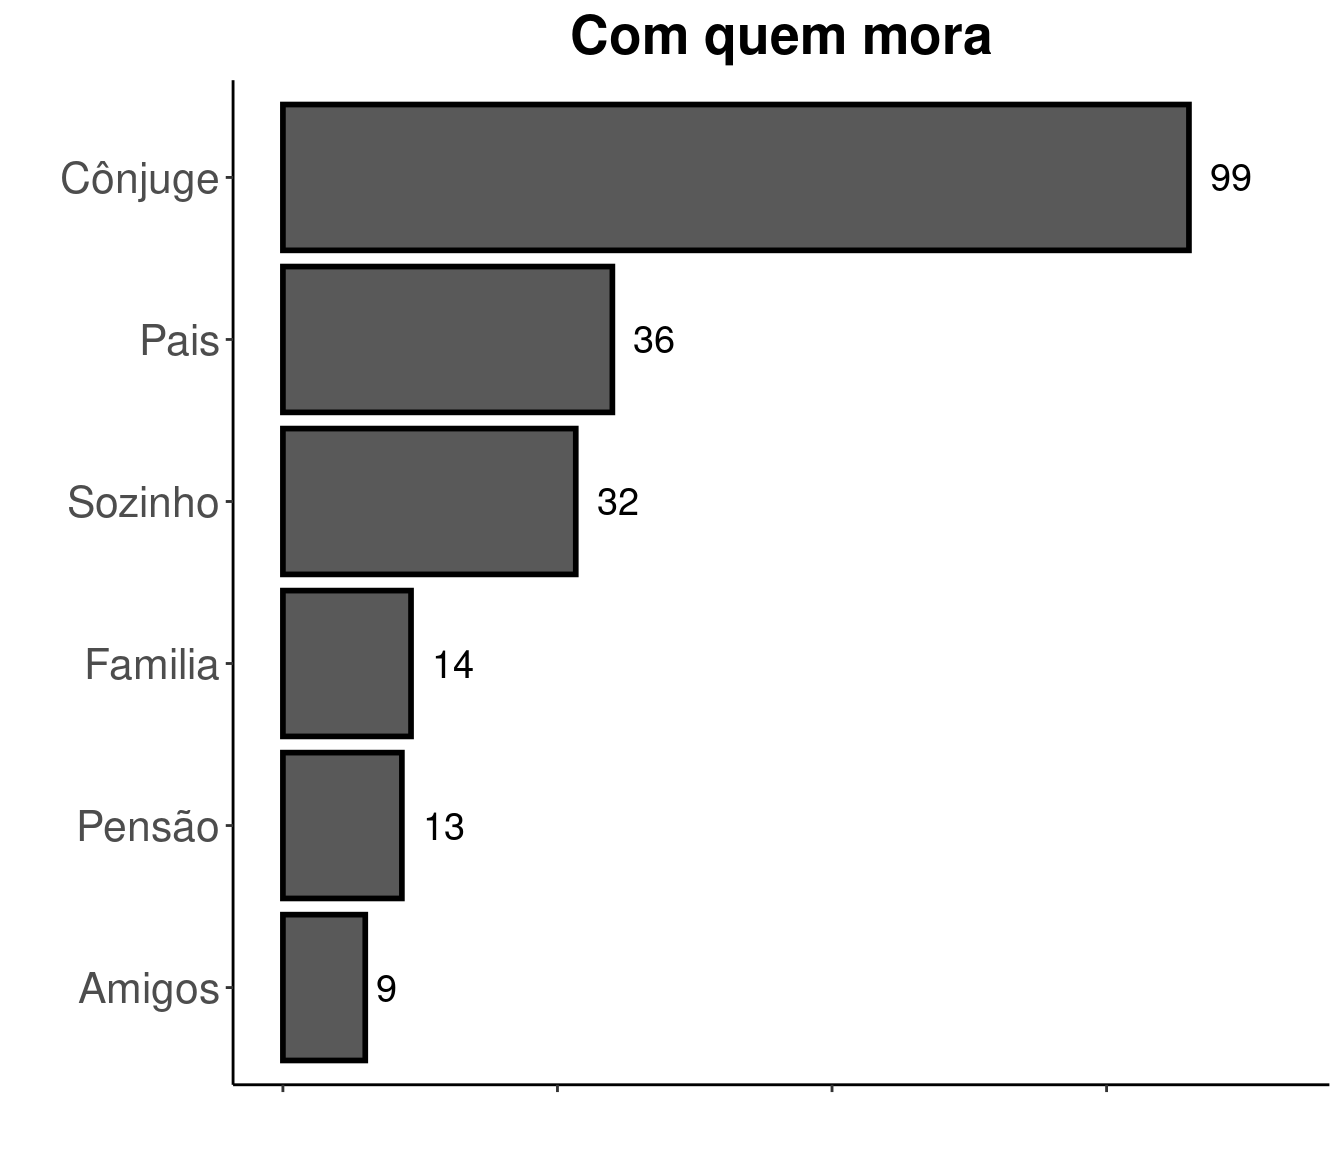 Com quem mora
Cônjuge 99
Pais 36
Sozinho 32
Familia 14
Pensão 13
Amigos 9